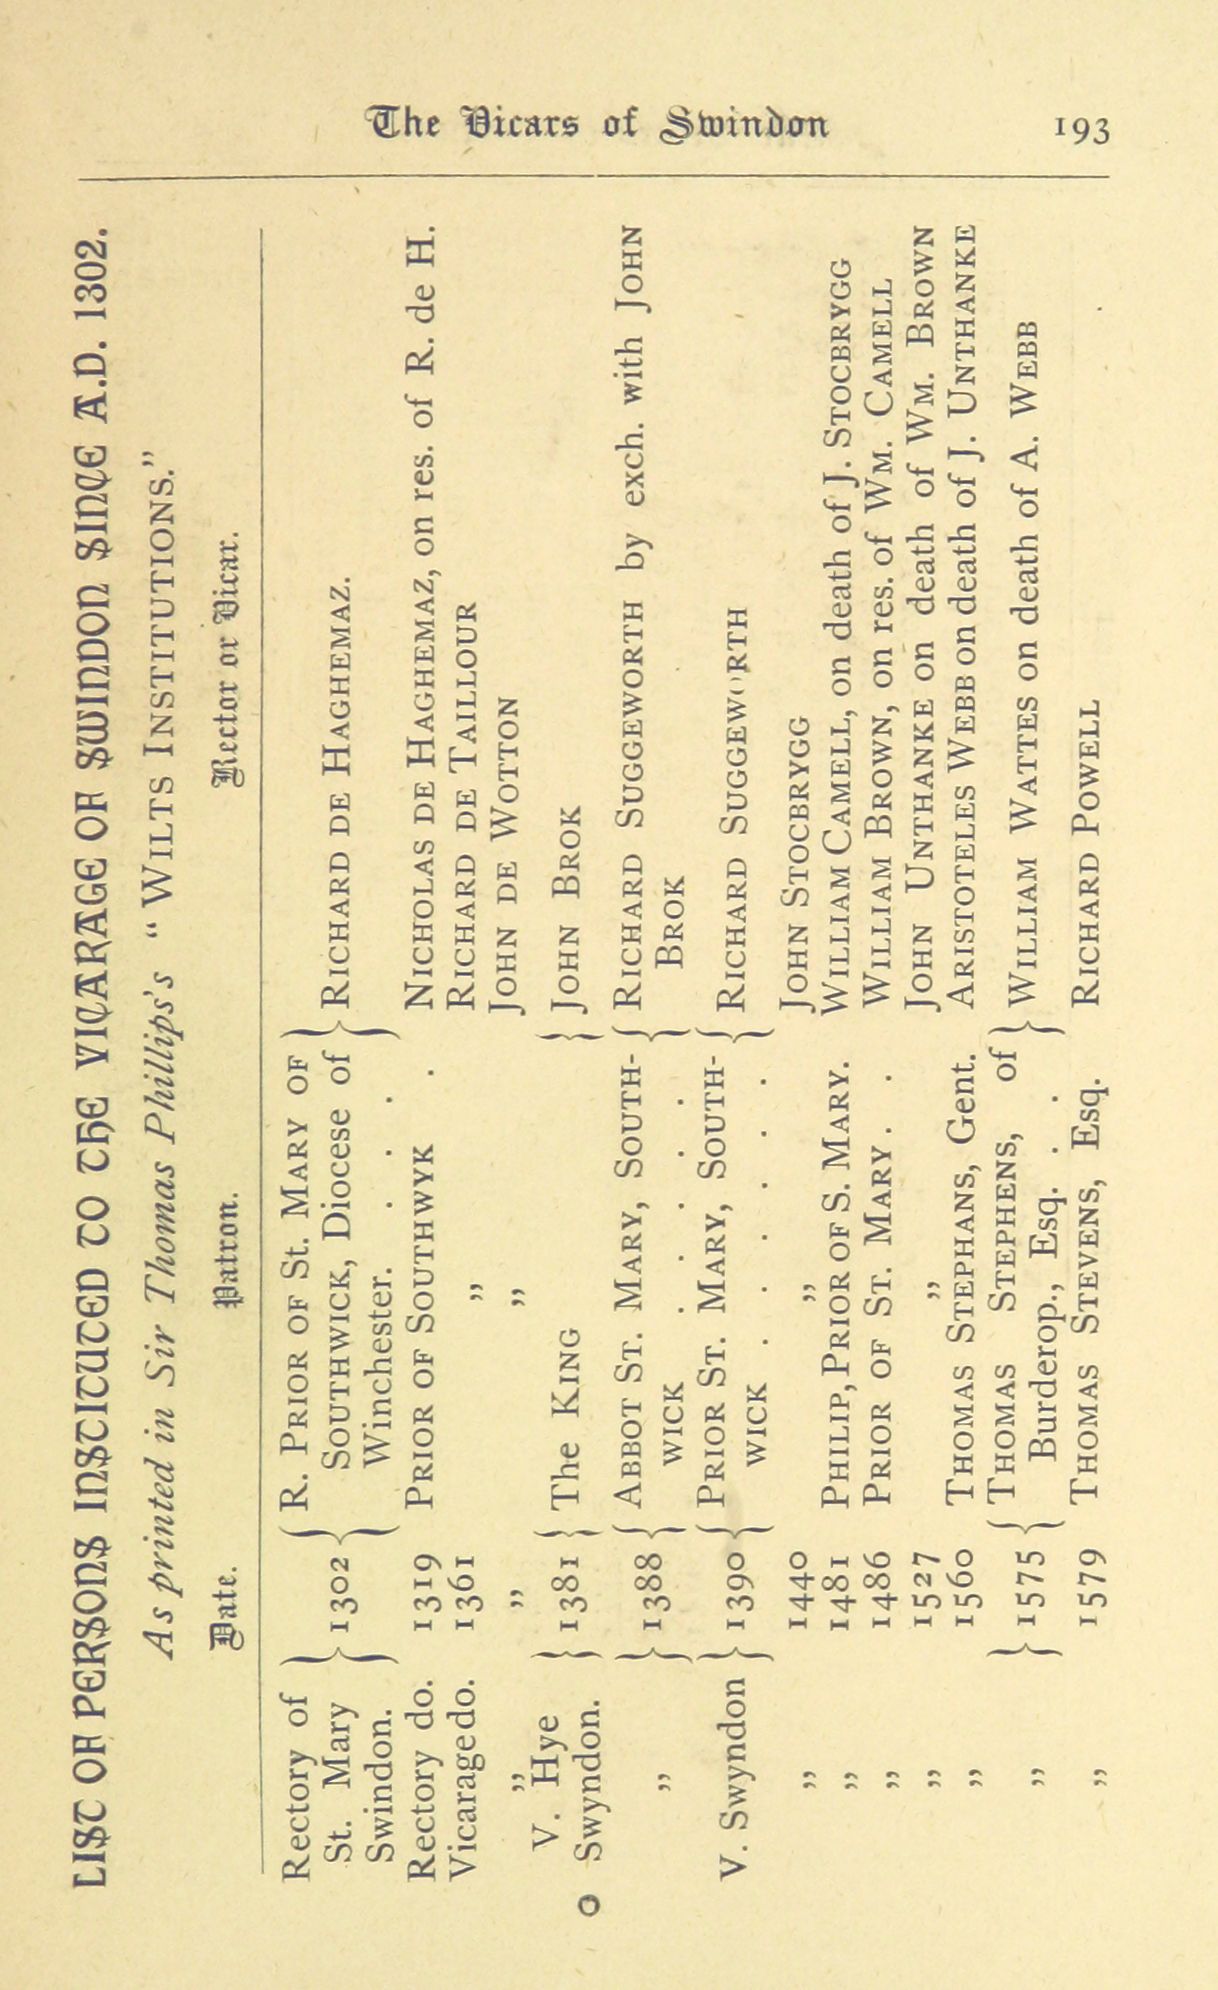 The Vicars of Swindon 193
LIST OF PERSONS INSTITUTED TO THE VICARAGE OF SWINDON SINCE A.D. 1302.
As printed in Sir Thomas Phillips's "WILTS INSTITUTIONS."
Date. Patron. Rector or Vicar.
Rectory of } { R. PRIOR OF St. MARY OF }
St. Mary } 1302 { SOUTHWICK, Diocese of } RICHARD DE HAGHEMAZ.
Swindon. } { Winchester. . . . }
Rectory do. 1319 PRIOR OF SOUTHWYK . NICHOLAS DE HAGHEMAZ, on res. of R. de H.
Vicarage do. 1361 ,, RICHARD DE TAILLOUR
,, ,, ,, JOHN DE WOTTON
V. Hye } 1381 { The KING } JOHN BROK
Swyndon.
,, } 1388 { ABBOT ST. MARY, SOUTH- } { RICHARD SUGGEWORTH by exch. with JOHN
WICK . . . . . BROK
V. Swyndon } 1390 { PRIOR ST. MARY, SOUTH- } RICHARD SUGGEWORTH
WICK . . . . . .
,, 1440 ,, JOHN STOCBRYGG
,, 1481 PHILIP, PRIOR OF S. MARY. WILLIAM CAMELL, on death of J. STOCBRYGG
,, 1486 PRIOR OF ST. MARY . . WILLIAM BROWN, on res. of WM. CAMELL
,, 1527 ,, JOHN UNTHANKE on death of WM. BROWN
,, 1560 THOMAS STEPHANS, Gent. ARISTOTELES WEBB on death of J. UNTHANKE
,, } 1575 { THOMAS STEPHENS, of } WILLIAM WATTES on death of A. WEBB
Burderop., Esq. . .
,, 1579 THOMAS STEVENS, Esq. RICHARD POWELL
O